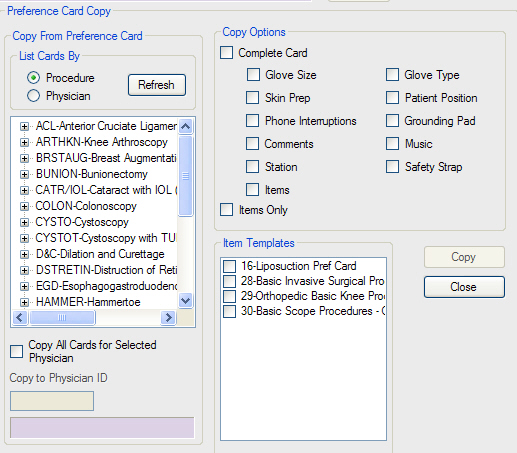 Preference Card Copy
Copy From Preference Card
List Cards By
Procedure
Physician
Refresh
ACL-Anterior Cruciate Ligamer
ARTHKN-Knee Arthroscopy
BRSTAUG-Breast Augmentati
BUNION-Bunionectomy
CATR/IOL-Cataract with IOL (
COLON-Colonoscopy
CYSTO-Cystoscopy
CYSTOT-Cystoscopy with TUI
D&C-Dilation and Curettage
DSTRETIN-Distruction of Reti
EGD-Esophagogastroduodeno
HAMMER-Hammertoe
Copy All Cards for Selected
Physician
Copy to Physician ID
Copy Options
Complete Card
Glove Size
Glove Type
Skin Prep
Patient Position
Phone Interruptions
Grounding Pad
Comments
Music
Station
Safety Strap
Items
Items Only
Item Templates
16-Liposuction Pref Card
28-Basic Invasive Surgical Pro
29-Orthopedic Basic Knee Pro
30-Basic Scope Procedures - C
Copy
Close